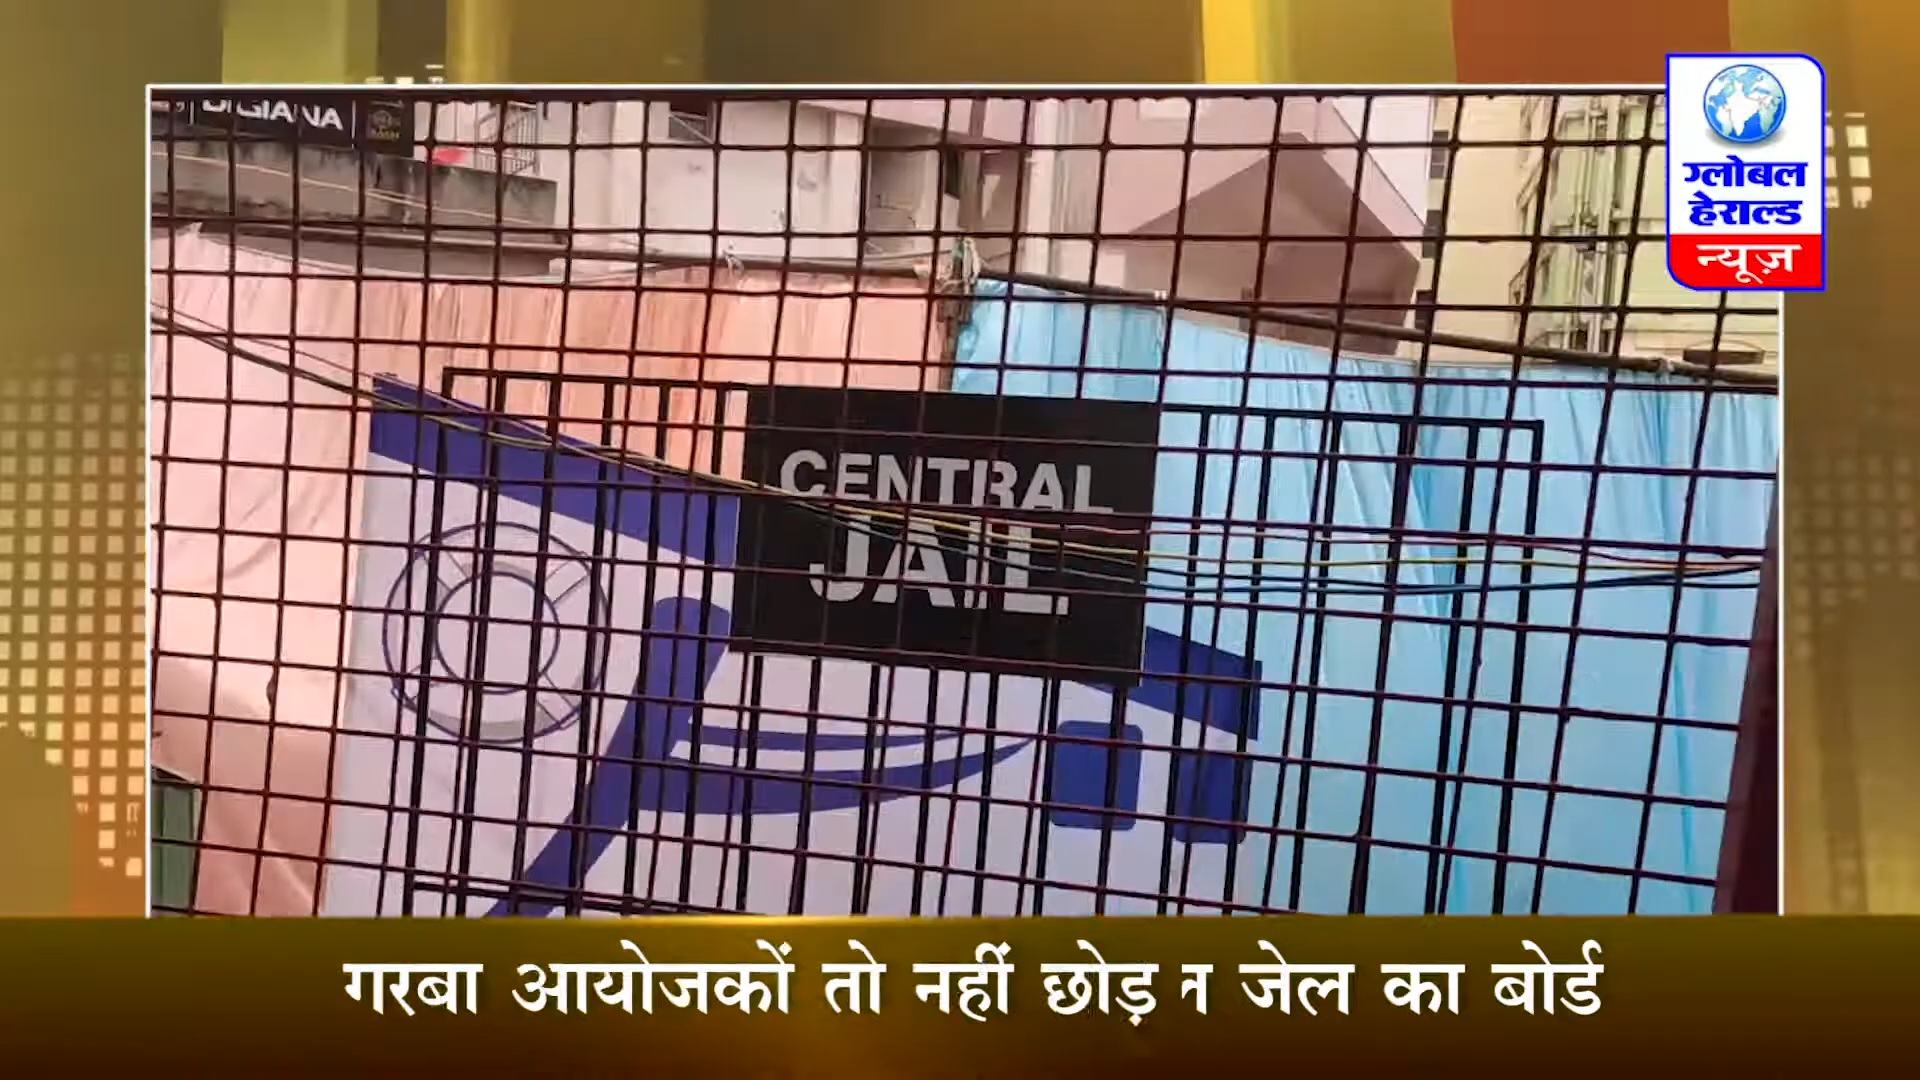 DIGIANA
ग्लोबल
हेराल्ड
न्यूज़
CENTRAL
JAIL
गरबा आयोजकों तो नहीं छोड़ न जेल का बोर्ड